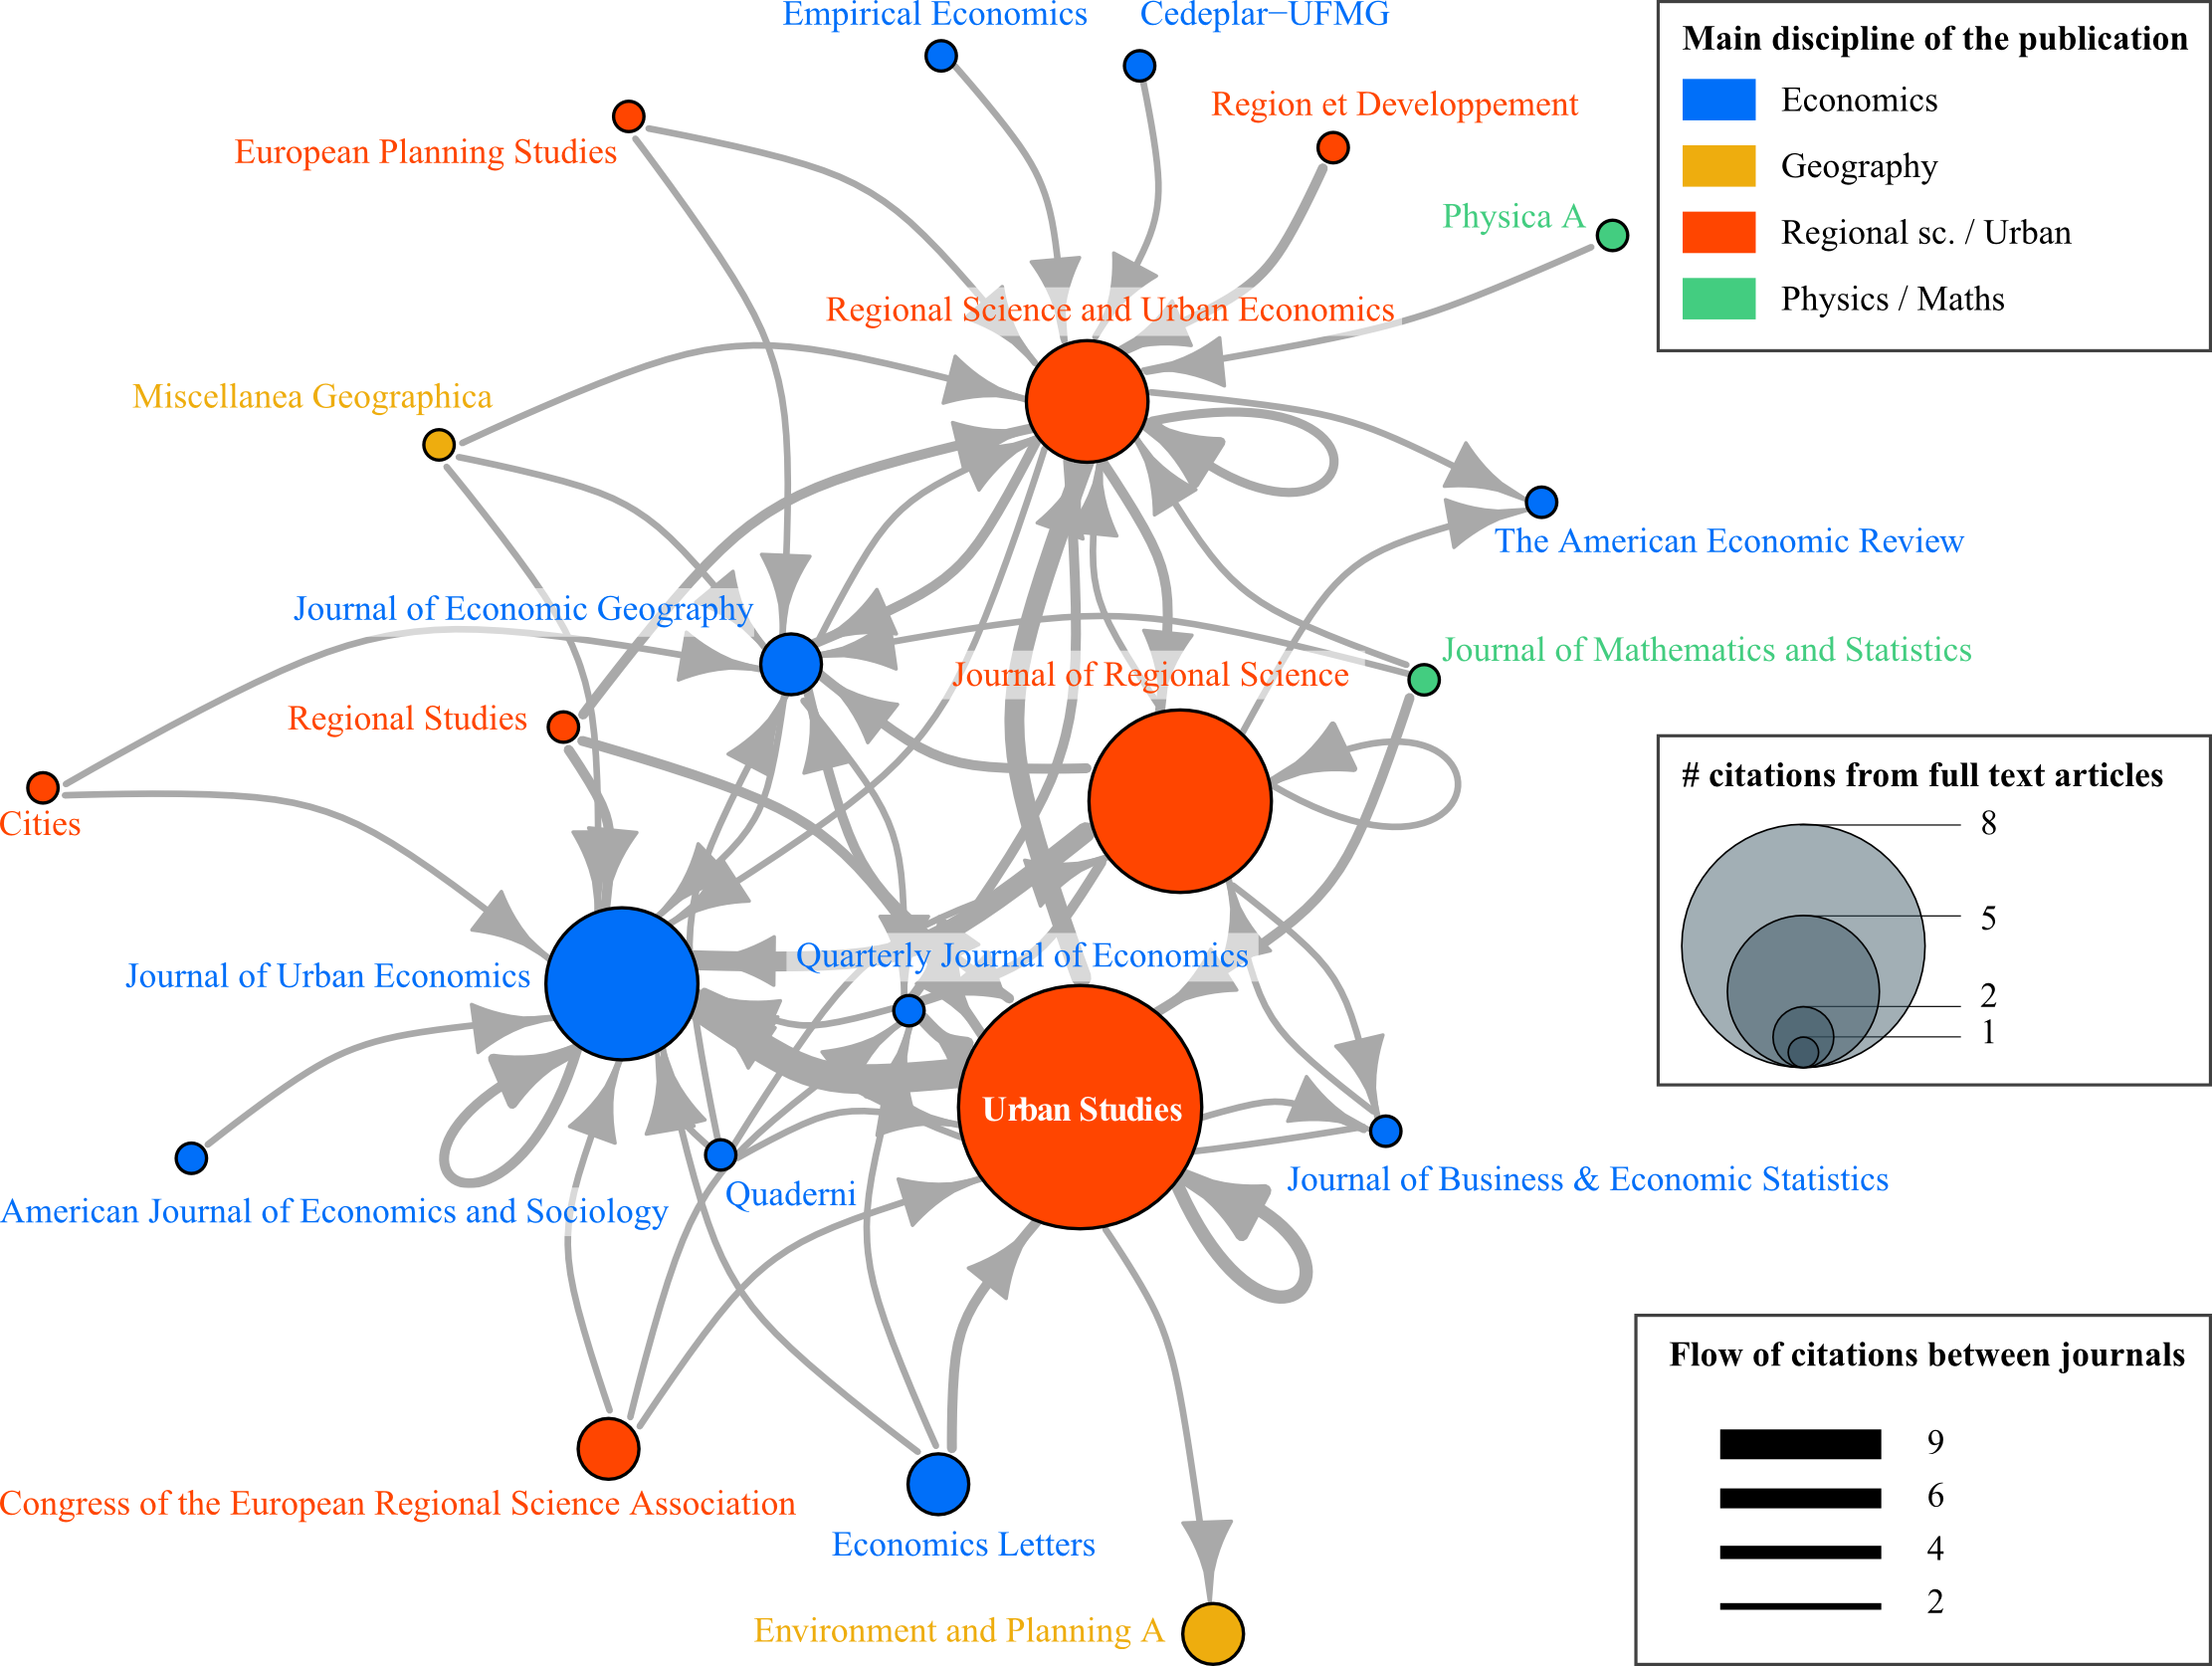 Empirical Economics
Cedeplar−UFMG
Main discipline of the publication
Economics
Geography
Regional sc. / Urban
Physics / Maths
Region et Developpement
European Planning Studies
Physica A
Regional Science and Urban Economics
Miscellanea Geographica
The American Economic Review
Journal of Economic Geography
Journal of Mathematics and Statistics
Journal of Regional Science
Regional Studies
Cities
# citations from full text articles
8
5
2
1
Quarterly Journal of Economics
Journal of Urban Economics
Urban Studies
Journal of Business & Economic Statistics
Quaderni
American Journal of Economics and Sociology
Flow of citations between journals
9
6
4
2
Congress of the European Regional Science Association
Economics Letters
Environment and Planning A